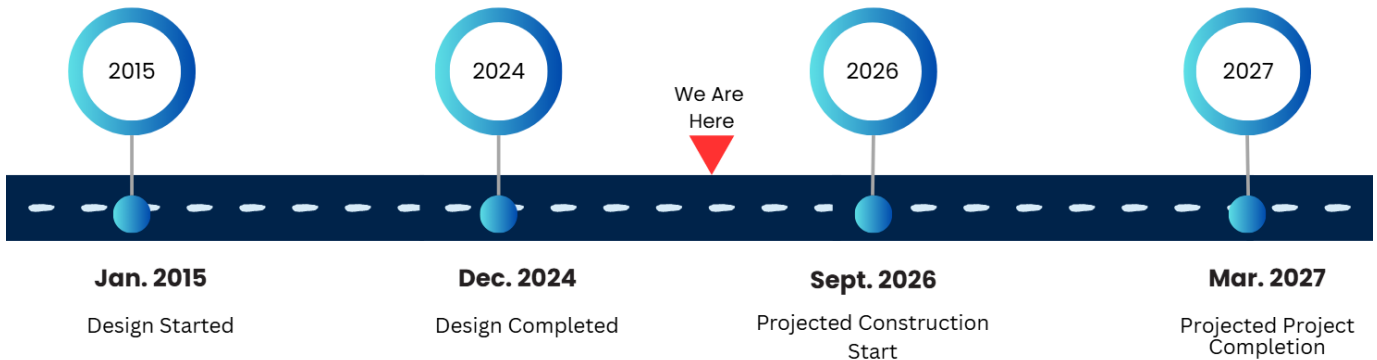 2015
2024
2026
2027
We Are
Here
Jan. 2015
Dec. 2024
Sept. 2026
Mar. 2027
Design Started
Design Completed
Projected Construction
Start
Projected Project
Completion